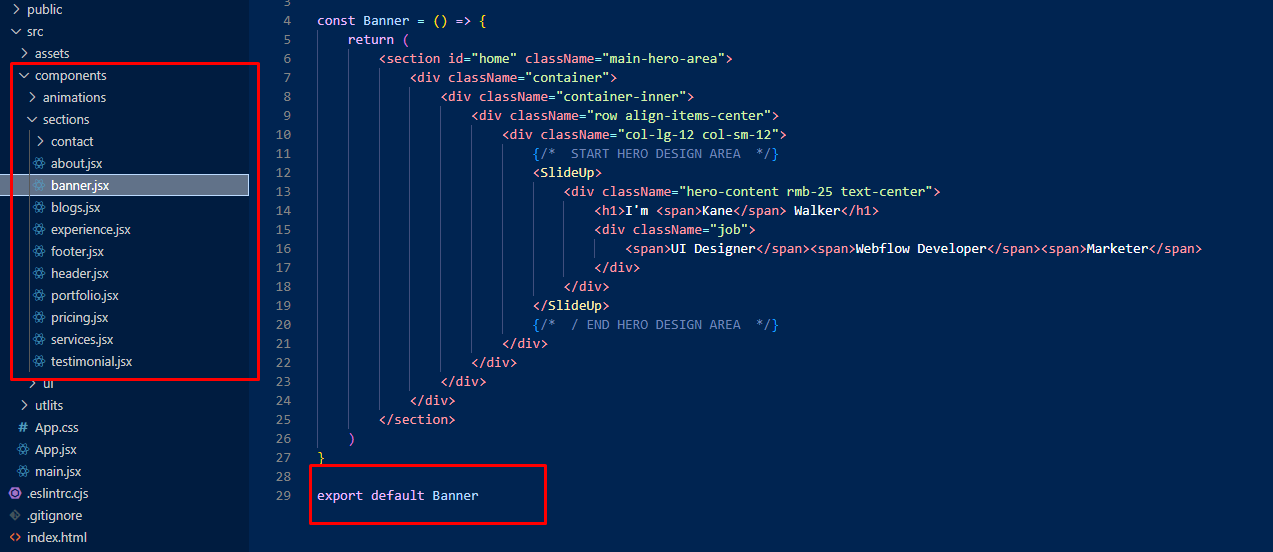 public
src
assets
components
animations
sections
contact
about.jsx
banner.jsx
blogs.jsx
experience.jsx
footer.jsx
header.jsx
portfolio.jsx
pricing.jsx
services.jsx
testimonial.jsx
ui
utlits
# App.css
App.jsx
main.jsx
.eslintrc.cjs
.gitignore
<> index.html
3
4 const Banner = () => {
5 return (
6 <section id="home" className="main-hero-area">
7 <div className="container">
8 <div className="container-inner">
9 <div className="row align-items-center">
10 <div className="col-lg-12 col-sm-12">
11 {/*  START HERO DESIGN AREA  */}
12 <SlideUp>
13 <div className="hero-content rmb-25 text-center">
14 <h1>I'm <span>Kane</span> Walker</h1>
15 <div className="job">
16 <span>UI Designer</span><span>Webflow Developer</span><span>Marketer</span>
17 </div>
18 </div>
19 </SlideUp>
20 {/*  / END HERO DESIGN AREA  */}
21 </div>
22 </div>
23 </div>
24 </div>
25 </section>
26 )
27 }
28
29 export default Banner